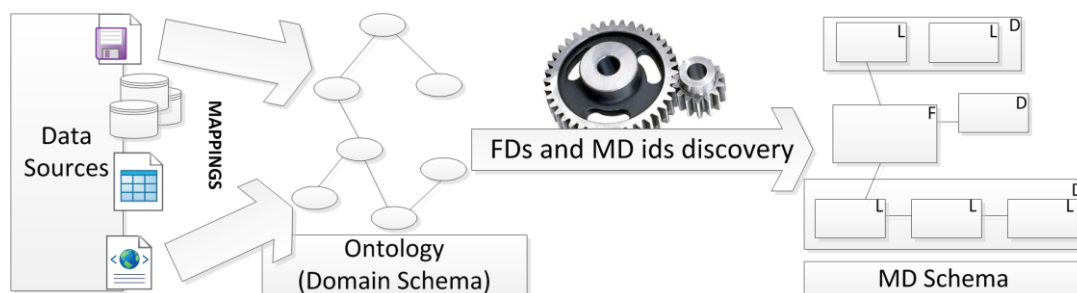 Data
Sources
MAPPINGS
Ontology
(Domain Schema)
FDs and MD ids discovery
L
L
D
F
D
D
L
L
L
MD Schema